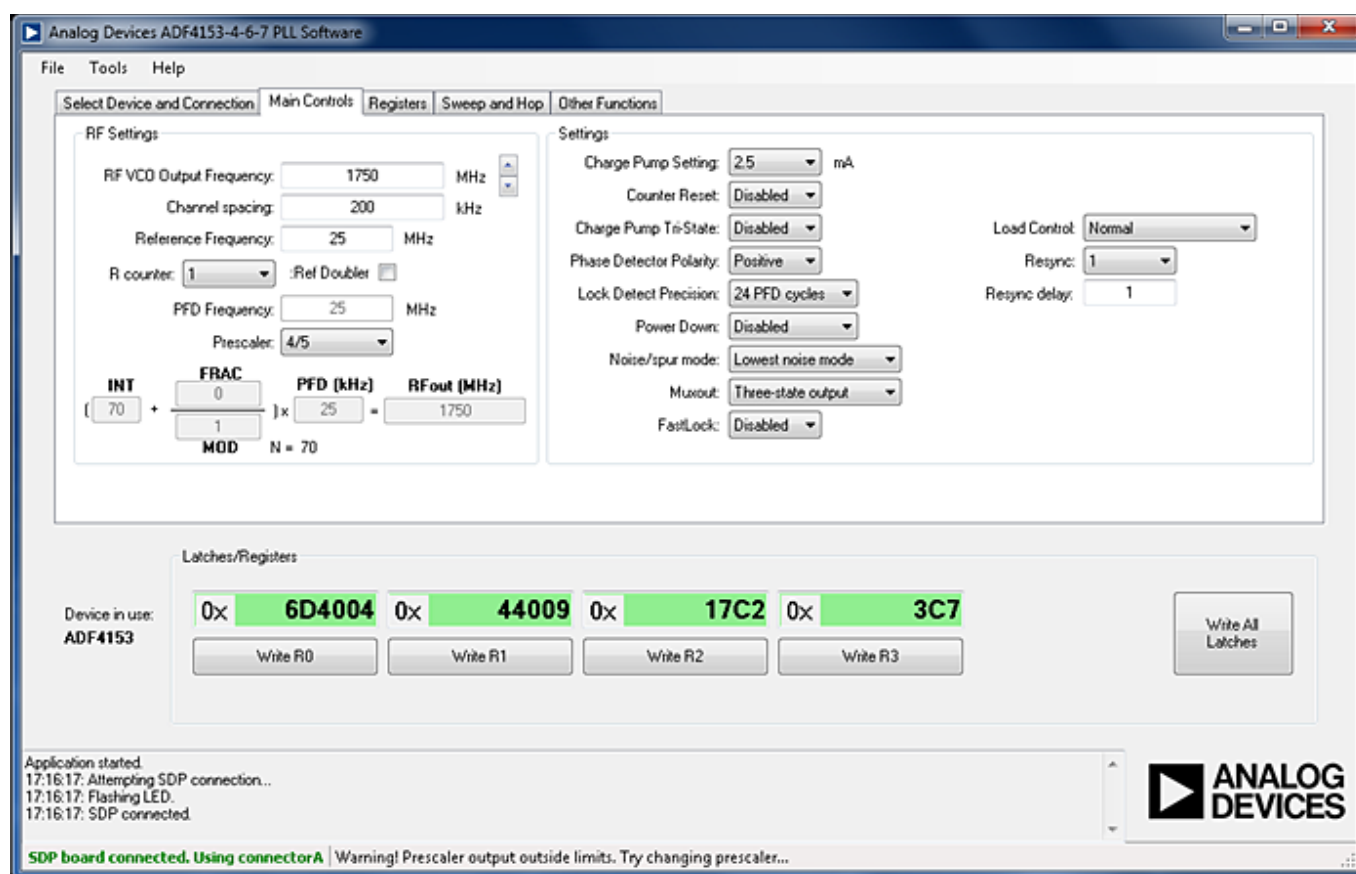 Analog Devices ADF4153-4-6-7 PLL Software
File Tools Help
Select Device and Connection Main Controls Registers Sweep and Hop Other Functions
RF Settings
RF VCO Output Frequency: 1750 MHz
Channel spacing: 200 kHz
Reference Frequency: 25 MHz
R counter: 1 :Ref Doubler
PFD Frequency: 25 MHz
Prescaler: 4/5
INT FRAC PFD (kHz) RFout (MHz)
( 70 + 0 / 1 ) x 25 = 1750
MOD N = 70
Settings
Charge Pump Setting: 2.5 mA
Counter Reset: Disabled
Charge Pump Tri-State: Disabled
Phase Detector Polarity: Positive
Lock Detect Precision: 24 PFD cycles
Power Down: Disabled
Noise/spur mode: Lowest noise mode
Muxout: Three-state output
FastLock: Disabled
Load Control: Normal
Resync: 1
Resync delay: 1
Latches/Registers
Device in use:
ADF4153
0x 6D4004 0x 44009 0x 17C2 0x 3C7
Write R0 Write R1 Write R2 Write R3
Write All
Latches
Application started.
17:16:17: Attempting SDP connection...
17:16:17: Flashing LED.
17:16:17: SDP connected.
ANALOG
DEVICES
SDP board connected. Using connectorA Warning! Prescaler output outside limits. Try changing prescaler...